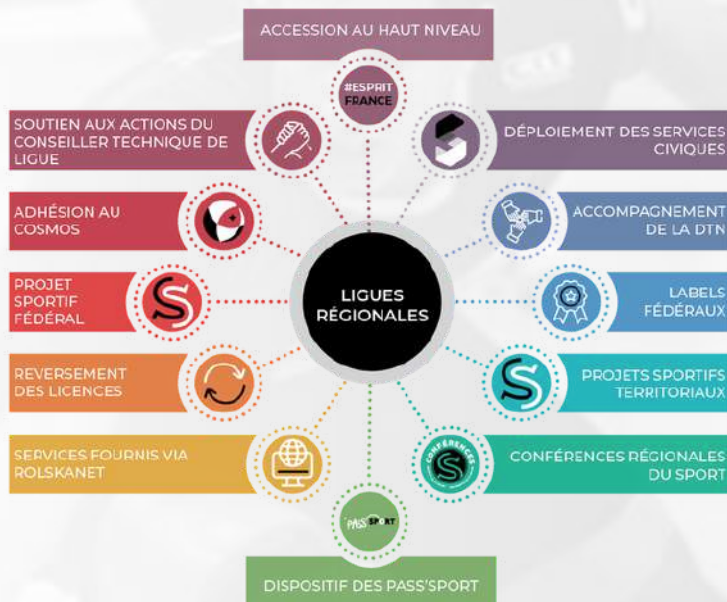 ACCESSION AU HAUT NIVEAU
#ESPRIT
FRANCE
SOUTIEN AUX ACTIONS DU
CONSEILLER TECHNIQUE DE
LIGUE
DÉPLOIEMENT DES SERVICES
CIVIQUES
ADHÉSION AU
COSMOS
ACCOMPAGNEMENT
DE LA DTN
PROJET
SPORTIF
FÉDÉRAL
LIGUES
RÉGIONALES
LABELS
FÉDÉRAUX
REVERSEMENT
DES LICENCES
PROJETS SPORTIFS
TERRITORIAUX
SERVICES FOURNIS VIA
ROLSKANET
CONFÉRENCES
CONFÉRENCES RÉGIONALES
DU SPORT
PASS SPORT
DISPOSITIF DES PASS'SPORT